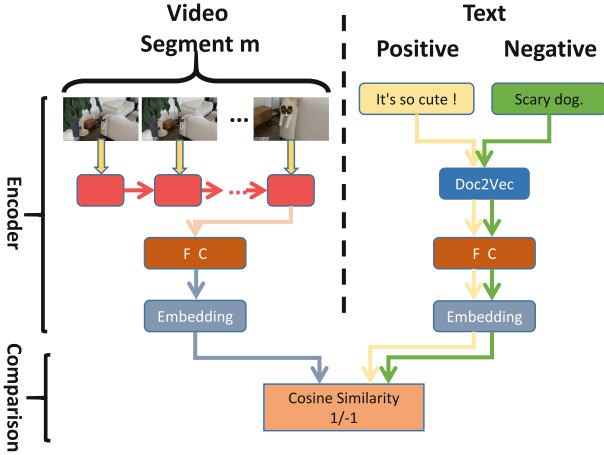 Video
Segment m
Text
Positive
Negative
It's so cute !
Scary dog.
...
...
Doc2Vec
F C
F C
Embedding
Embedding
Encoder
Comparison
Cosine Similarity
1/-1